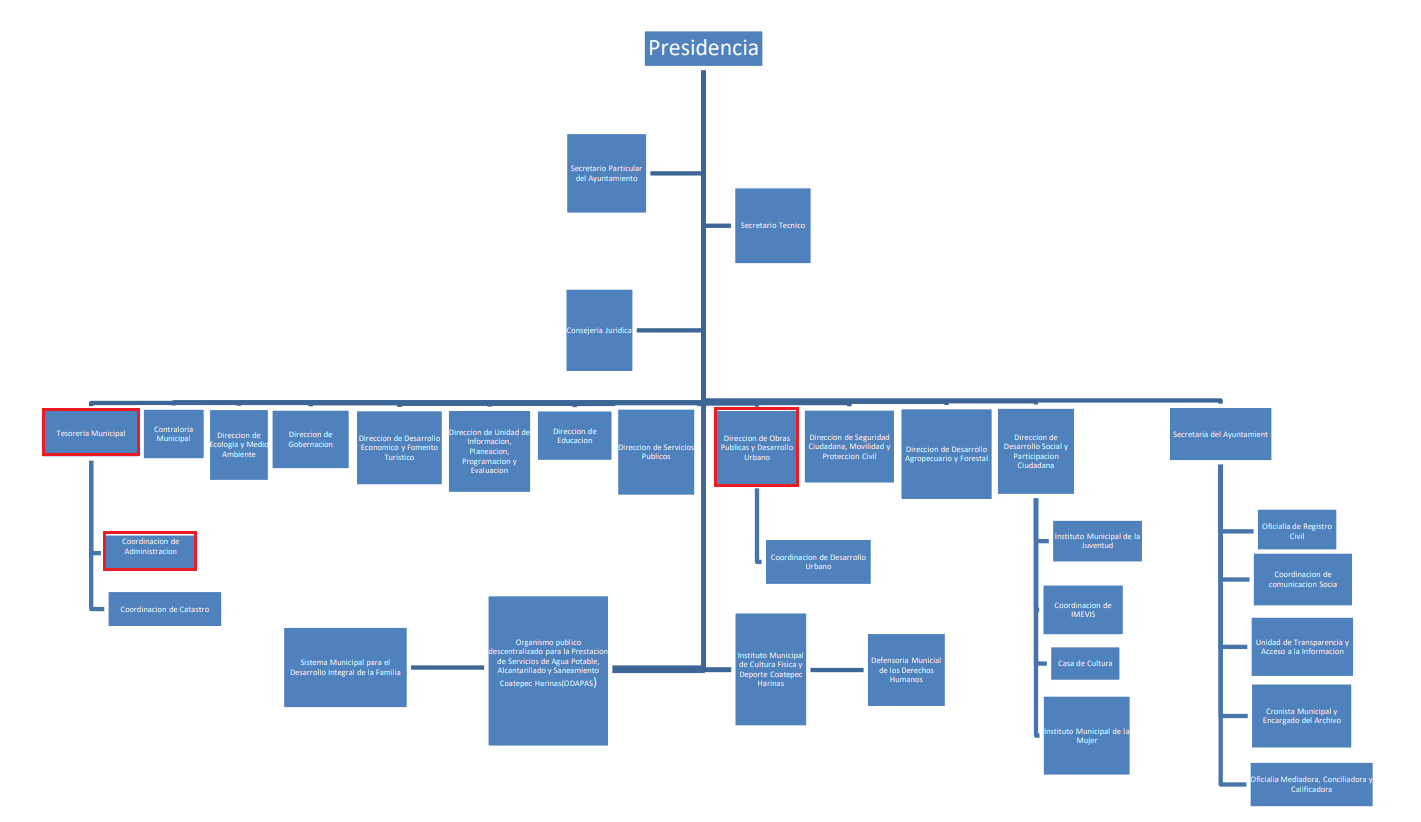 Presidencia
Secretario Particular
del Ayuntamiento
Secretario Tecnico
Consejeria Juridica
Tesoreria Municipal
Contraloria
Municipal
Direccion de
Ecologia y Medio
Ambiente
Direccion de
Gobernacion
Direccion de Desarrollo
Economico y Fomento
Turistico
Direccion de Unidad de
Informacion,
Planeacion,
Programacion y
Evaluacion
Direccion de
Educacion
Direccion de Servicios
Publicos
Direccion de Obras
Publicas y Desarrollo
Urbano
Direccion de Seguridad
Ciudadana, Movilidad y
Proteccion Civil
Direccion de Desarrollo
Agropecuario y Forestal
Direccion de
Desarrollo Social y
Participacion
Ciudadana
Secretaria del Ayuntamient
Coordinacion de
Administracion
Coordinacion de Catastro
Coordinacion de Desarrollo
Urbano
Instituto Municipal de la
Juventud
Coordinacion de
IMEVIS
Casa de Cultura
Instituto Municipal de la
Mujer
Oficialia de Registro
Civil
Coordinacion de
comunicacion Socia
Unidad de Transparencia y
Acceso a la Informacion
Cronista Municipal y
Encargado del Archivo
Oficialia Mediadora, Conciliadora y
Calificadora
Sistema Municipal para el
Desarrollo Integral de la Familia
Organismo publico
descentralizado para la Prestacion
de Servicios de Agua Potable,
Alcantarillado y Saneamiento
Coatepec Harinas(ODAPAS)
Instituto Municipal
de Cultura Fisica y
Deporte Coatepec
Harinas
Defensoria Municial
de los Derechos
Humanos